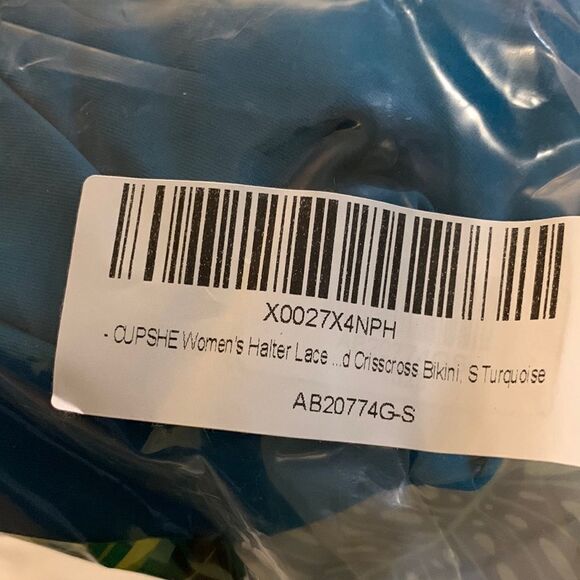 X0027X4NPH
- CUPSHE Women's Halter Lace ...d Crisscross Bikini, S Turquoise
AB20774G-S